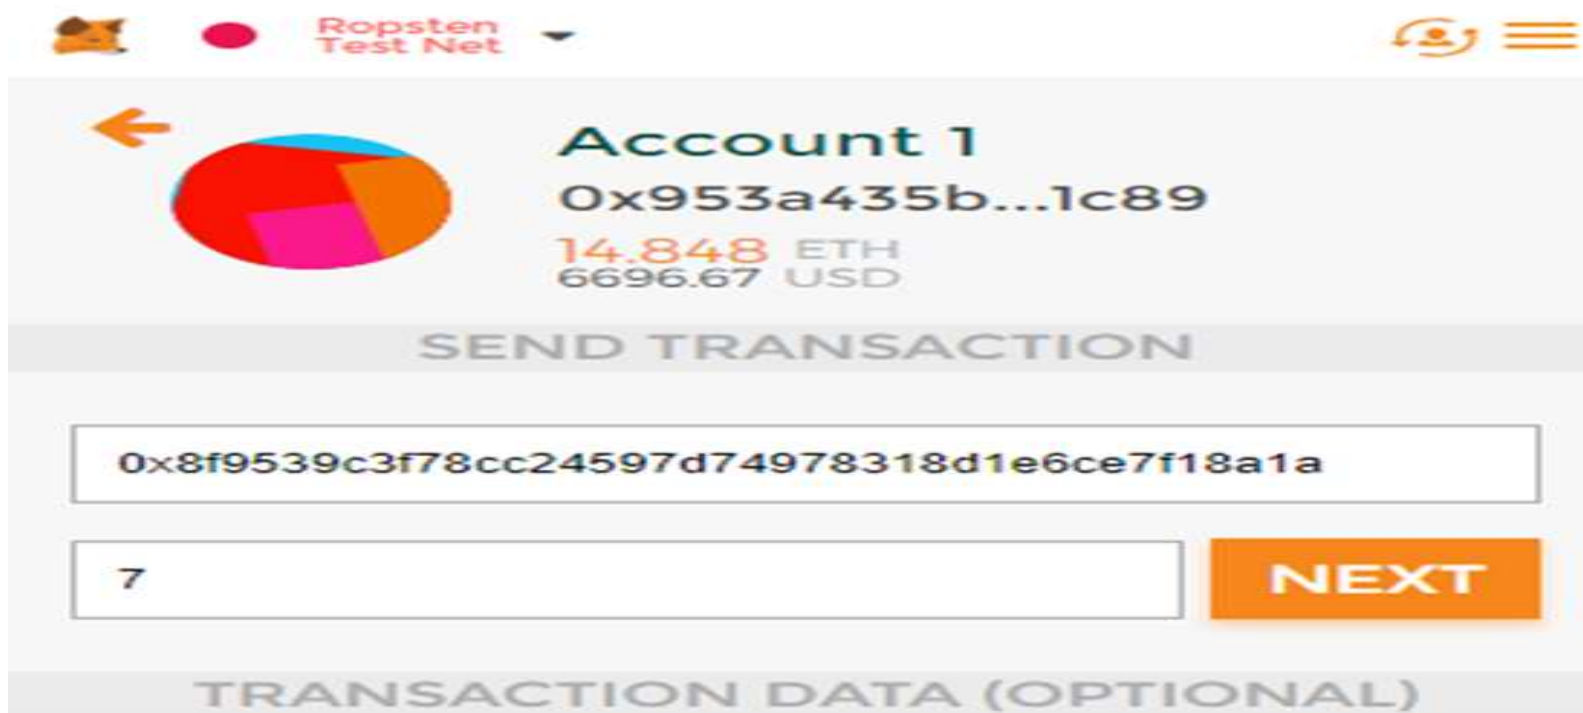 Ropsten
Test Net
Account 1
0x953a435b...1c89
14.848 ETH
6696.67 USD
SEND TRANSACTION
0x8f9539c3f78cc24597d74978318d1e6ce7f18a1a
7
NEXT
TRANSACTION DATA (OPTIONAL)